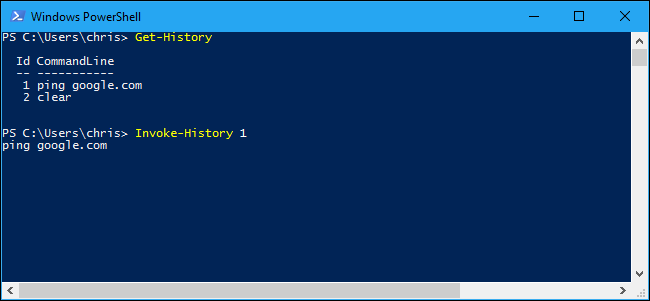 Windows PowerShell
PS C:\Users\chris> Get-History
  Id CommandLine
  -- -----------
   1 ping google.com
   2 clear
PS C:\Users\chris> Invoke-History 1
ping google.com